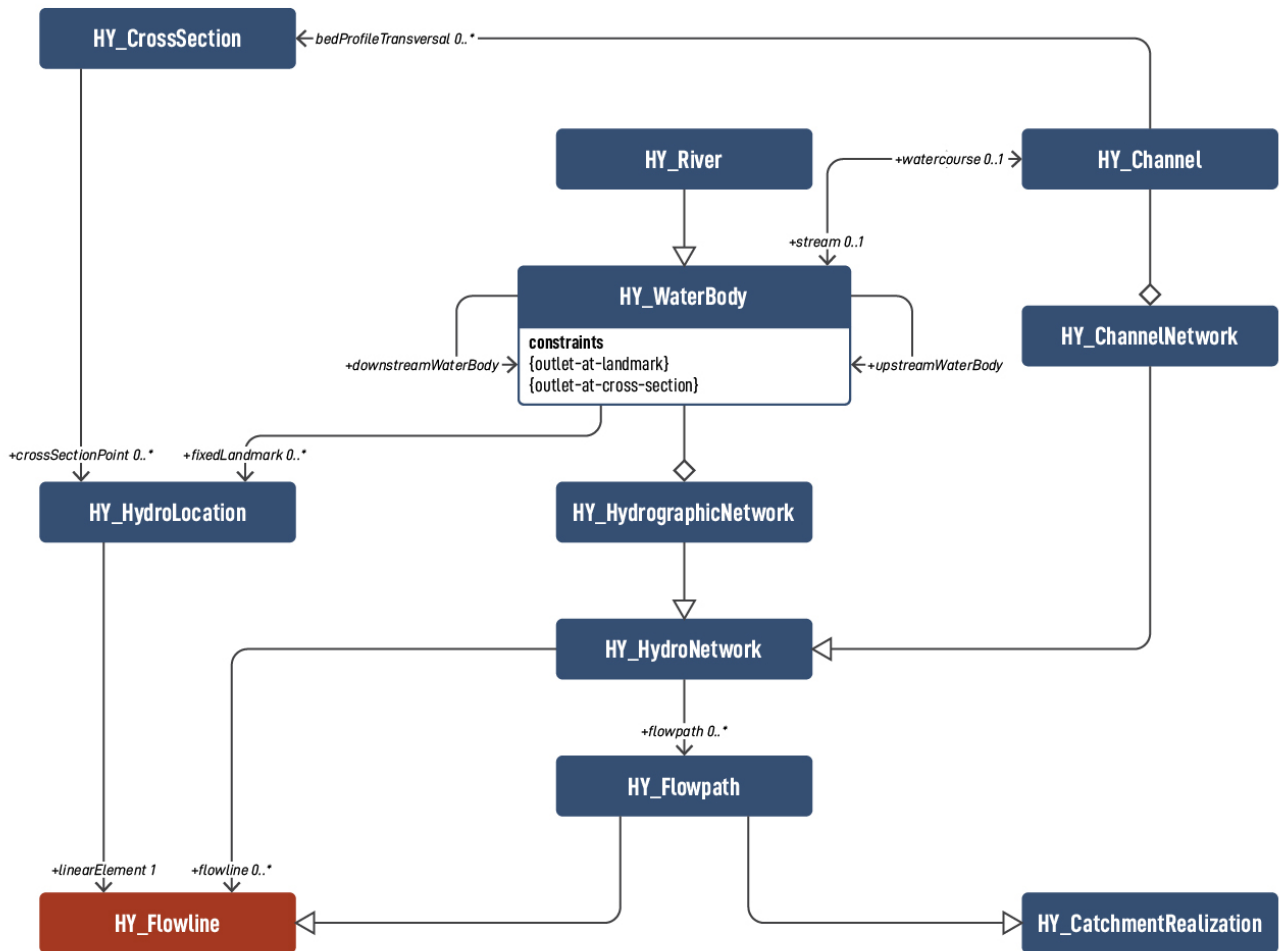 HY_CrossSection
bedProfileTransversal 0..*
HY_River
+watercourse 0..1
HY_Channel
+stream 0..1
HY_WaterBody
constraints
{outlet-at-landmark}
{outlet-at-cross-section}
+downstreamWaterBody
+upstreamWaterBody
HY_ChannelNetwork
+crossSectionPoint 0..*
+fixedLandmark 0..*
HY_HydroLocation
HY_HydrographicNetwork
HY_HydroNetwork
+flowpath 0..*
HY_Flowpath
+linearElement 1
+flowline 0..*
HY_Flowline
HY_CatchmentRealization